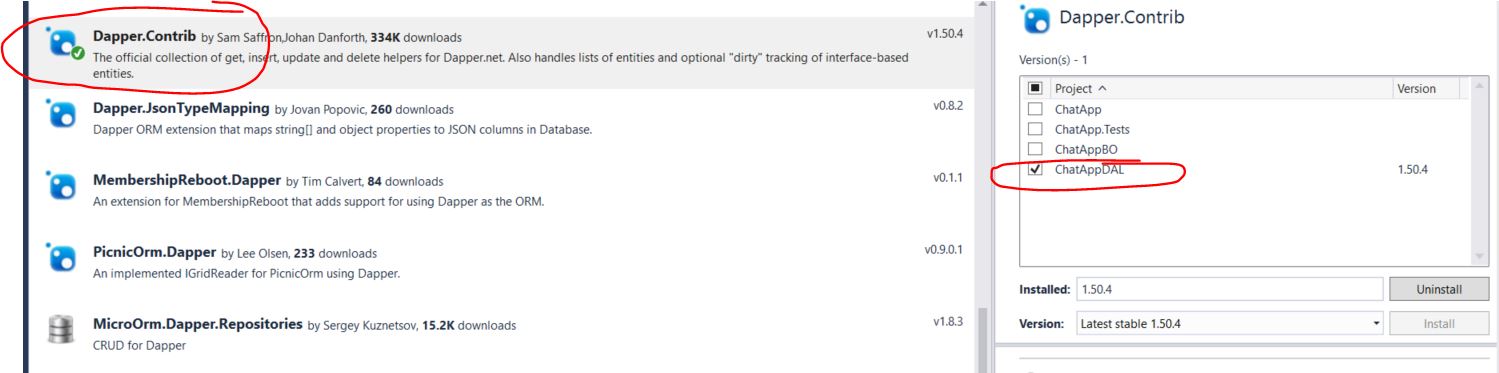 Dapper.Contrib by Sam Saffron,Johan Danforth, 334K downloads
v1.50.4
The official collection of get, insert, update and delete helpers for Dapper.net. Also handles lists of entities and optional "dirty" tracking of interface-based
entities.
Dapper.JsonTypeMapping by Jovan Popovic, 260 downloads
v0.8.2
Dapper ORM extension that maps string[] and object properties to JSON columns in Database.
MembershipReboot.Dapper by Tim Calvert, 84 downloads
v0.1.1
An extension for MembershipReboot that adds support for using Dapper as the ORM.
PicnicOrm.Dapper by Lee Olsen, 233 downloads
v0.9.0.1
An implemented IGridReader for PicnicOrm using Dapper.
MicroOrm.Dapper.Repositories by Sergey Kuznetsov, 15.2K downloads
v1.8.3
CRUD for Dapper
Dapper.Contrib
Version(s) - 1
Project Version
ChatApp
ChatApp.Tests
ChatAppBO
ChatAppDAL 1.50.4
Installed: 1.50.4 Uninstall
Version: Latest stable 1.50.4 Install